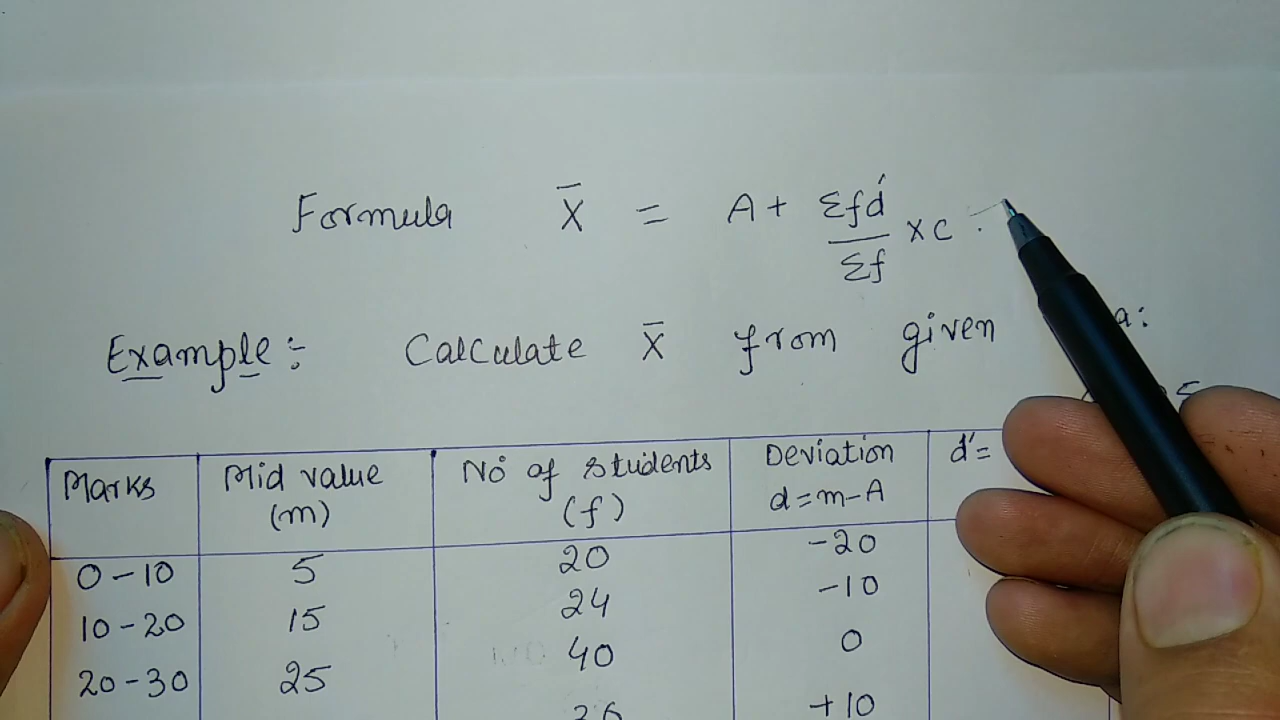 Formula X̄ = A + Σfd′/Σf × C
Example:- Calculate X̄ from given
Marks Mid value (m) No of students (f) Deviation d = m - A d′=
0-10 5 20 -20
10-20 15 24 -10
20-30 25 40 0
+10